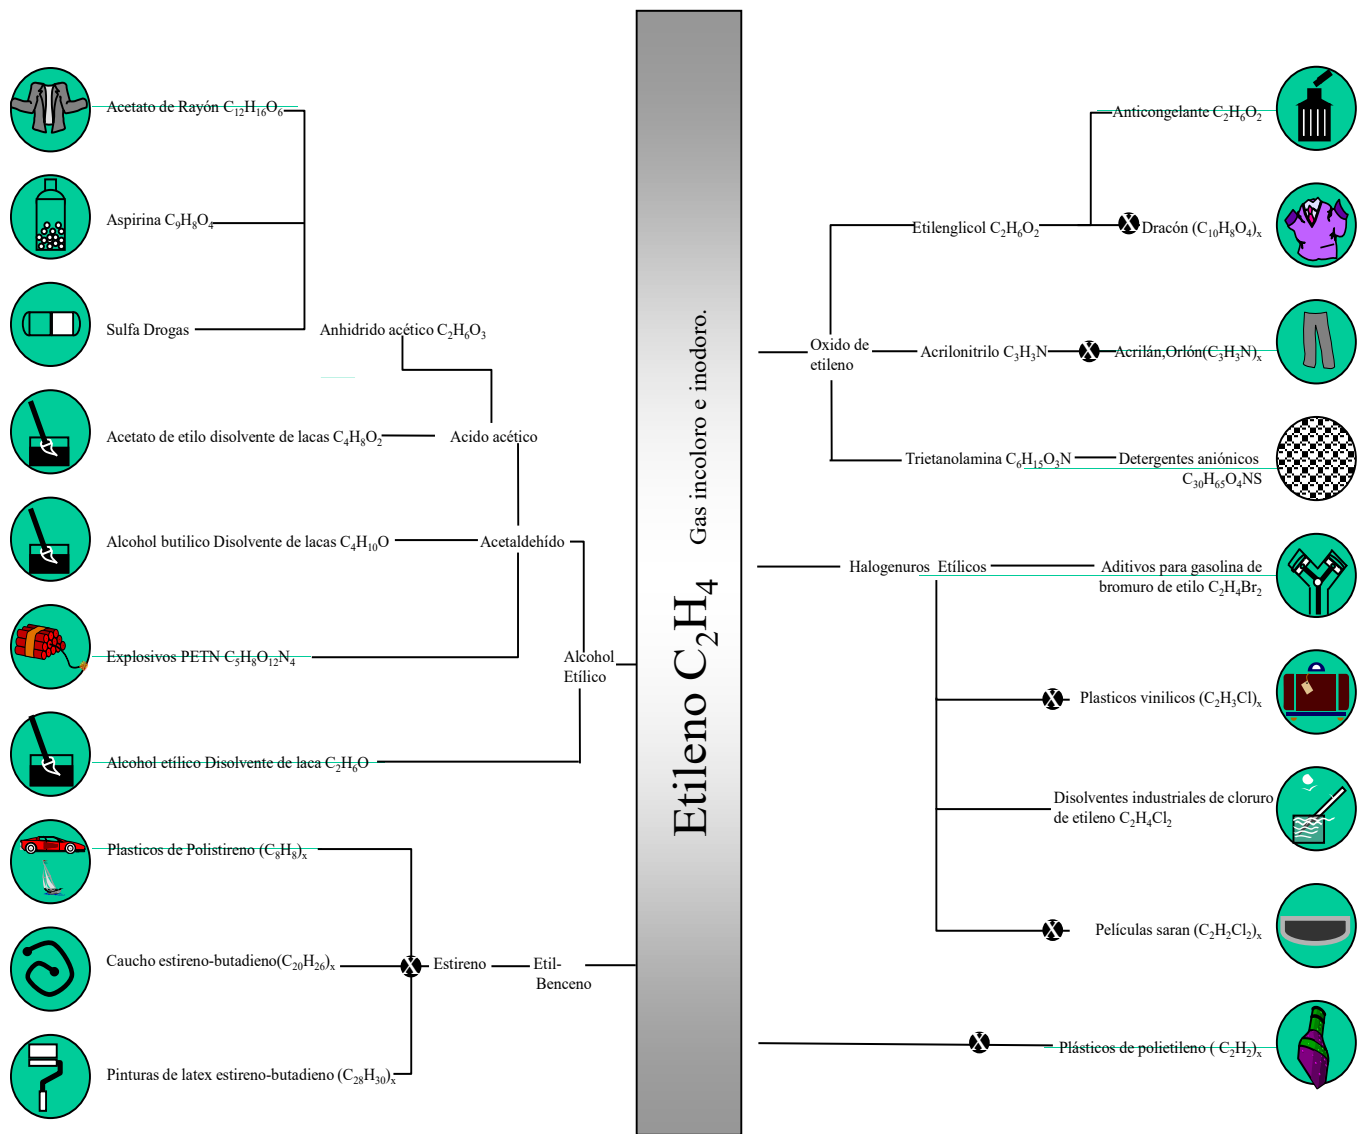 Acetato de Rayón C₁₂H₁₆O₆
Aspirina C₉H₈O₄
Sulfa Drogas
Anhidrido acético C₂H₆O₃
Acetato de etilo disolvente de lacas C₄H₈O₂
Acido acético
Alcohol butilico Disolvente de lacas C₄H₁₀O
Acetaldehído
Explosivos PETN C₅H₈O₁₂N₄
Alcohol
Etílico
Alcohol etílico Disolvente de laca C₂H₆O
Plasticos de Polistireno (C₈H₈)ₓ
Caucho estireno-butadieno(C₂₀H₂₆)ₓ
X
Estireno
Etil-
Benceno
Pinturas de latex estireno-butadieno (C₂₈H₃₀)ₓ
Etileno C₂H₄ Gas incoloro e inodoro.
Anticongelante C₂H₆O₂
Etilenglicol C₂H₆O₂
X
Dracón (C₁₀H₈O₄)ₓ
Oxido de
etileno
Acrilonitrilo C₃H₃N
X
Acrilán,Orlón(C₃H₃N)ₓ
Trietanolamina C₆H₁₅O₃N
Detergentes aniónicos
C₃₀H₆₅O₄NS
Halogenuros Etílicos
Aditivos para gasolina de
bromuro de etilo C₂H₄Br₂
X
Plasticos vinilicos (C₂H₃Cl)ₓ
Disolventes industriales de cloruro
de etileno C₂H₄Cl₂
X
Películas saran (C₂H₂Cl₂)ₓ
X
Plásticos de polietileno ( C₂H₂)ₓ